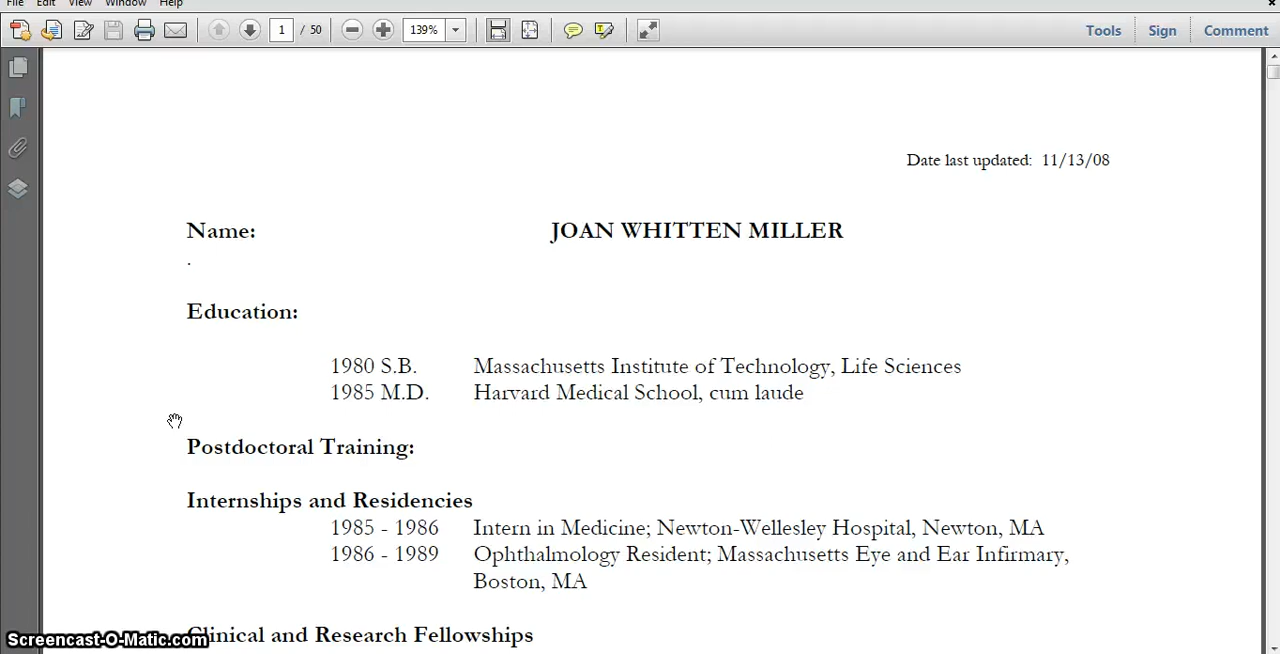 File Edit View Window Help
1 / 50 139% Tools Sign Comment
Date last updated: 11/13/08
Name: JOAN WHITTEN MILLER
.
Education:
1980 S.B. Massachusetts Institute of Technology, Life Sciences
1985 M.D. Harvard Medical School, cum laude
Postdoctoral Training:
Internships and Residencies
1985 - 1986 Intern in Medicine; Newton-Wellesley Hospital, Newton, MA
1986 - 1989 Ophthalmology Resident; Massachusetts Eye and Ear Infirmary,
Boston, MA
Clinical and Research Fellowships
Screencast-O-Matic.com